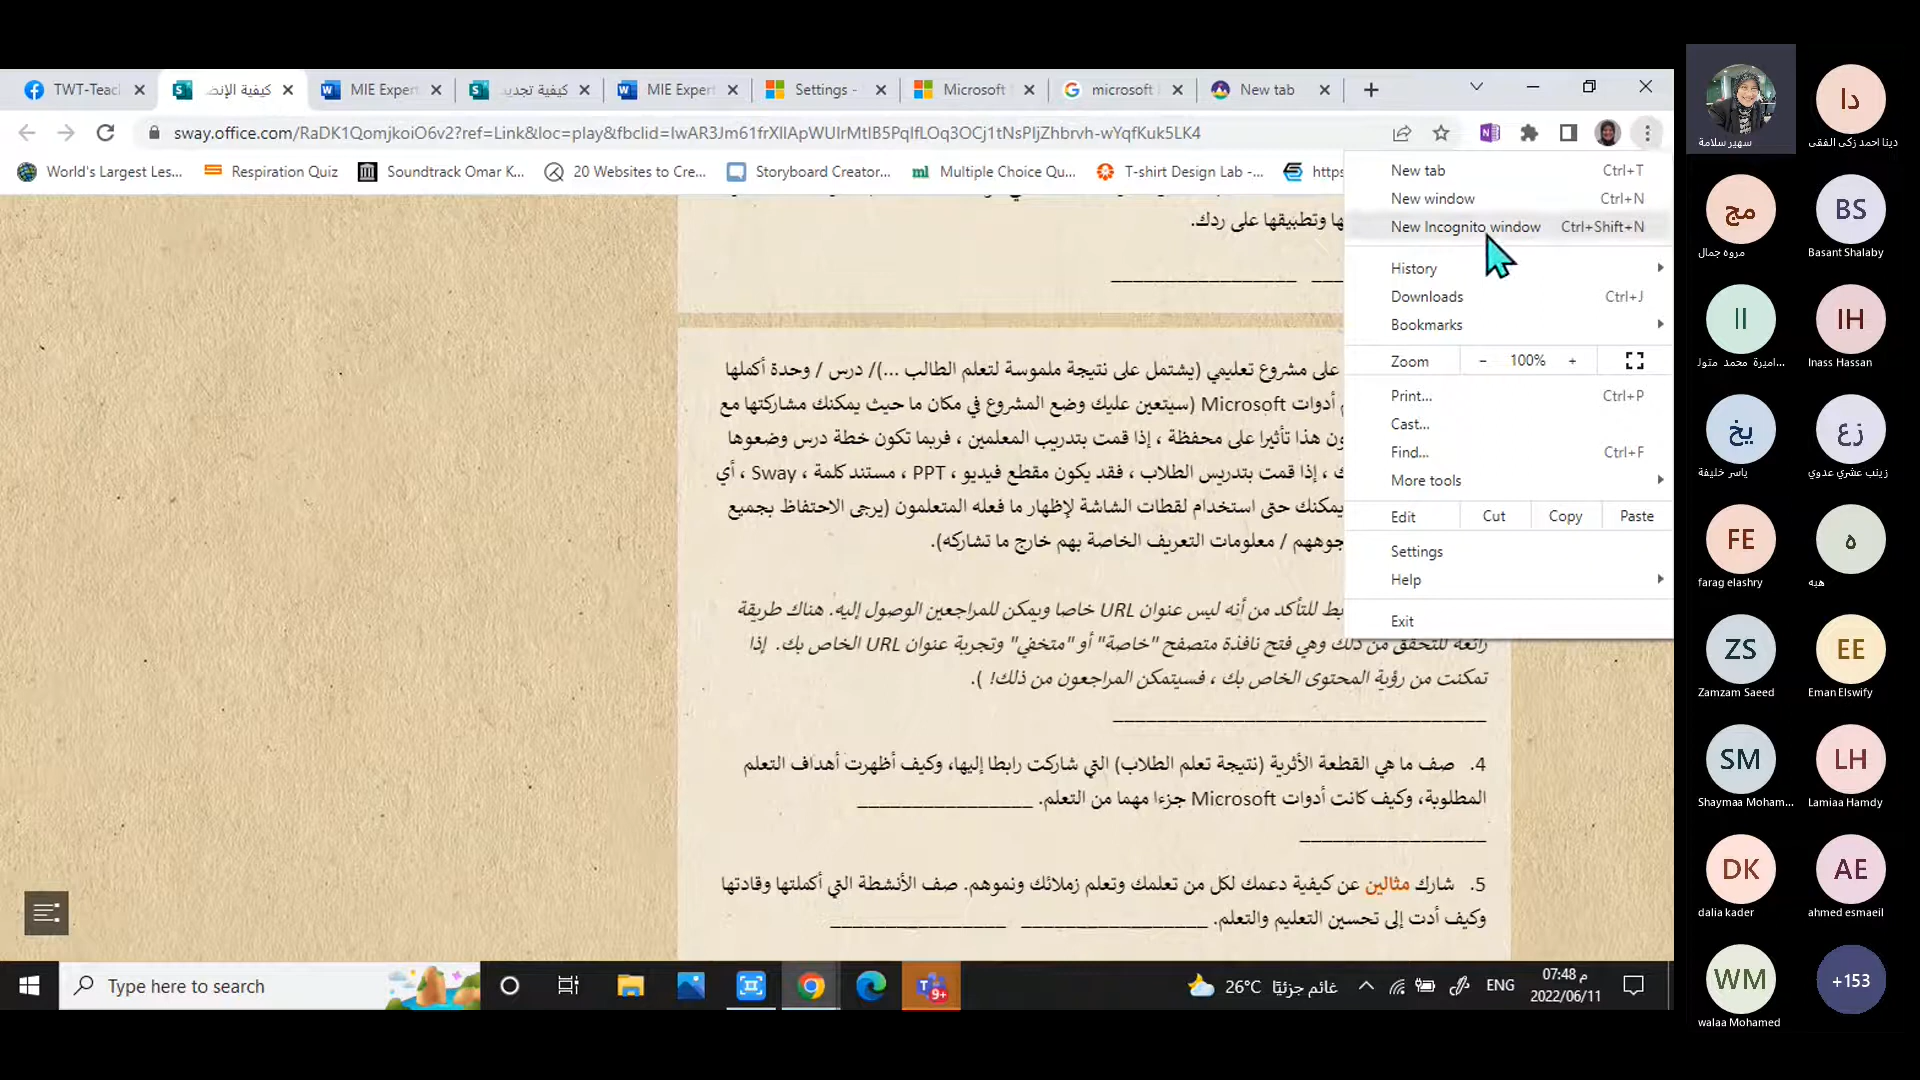 TWT-Teac
كيفية الإنض
MIE Exper
كيفية تجديد
MIE Exper
Settings -
Microsoft
microsoft
New tab
sway.office.com/RaDK1QomjkoiO6v2?ref=Link&loc=play&fbclid=IwAR3Jm61frXllApWUIrMtlB5PqIfLOq3OCj1tNsPIjZhbrvh-wYqfKuk5LK4
World's Largest Les...
Respiration Quiz
Soundtrack Omar K...
20 Websites to Cre...
Storyboard Creator...
Multiple Choice Qu...
T-shirt Design Lab -...
https
New tab Ctrl+T
New window Ctrl+N
New Incognito window Ctrl+Shift+N
History
Downloads Ctrl+J
Bookmarks
Zoom - 100% +
Print... Ctrl+P
Cast...
Find... Ctrl+F
More tools
Edit Cut Copy Paste
Settings
Help
Exit
ها وتطبيقها على ردك.
على مشروع تعليمي (يشتمل على نتيجة ملموسة لتعلم الطالب ...)/ درس / وحدة أكملها
أدوات Microsoft (سيتعين عليك وضع المشروع في مكان ما حيث يمكنك مشاركتها مع
ون هذا تأثيرا على محفظة ، إذا قمت بتدريب المعلمين ، فربما تكون خطة درس وضعوها
ك ، إذا قمت بتدريس الطلاب ، فقد يكون مقطع فيديو ، PPT ، مستند كلمة ، Sway ، أي
يمكنك حتى استخدام لقطات الشاشة لإظهار ما فعله المتعلمون (يرجى الاحتفاظ بجميع
جوههم / معلومات التعريف الخاصة بهم خارج ما تشاركه).
بط للتأكد من أنه ليس عنوان URL خاصا ويمكن للمراجعين الوصول إليه. هناك طريقة
رائعة للتحقق من ذلك وهي فتح نافذة متصفح "خاصة" أو "متخفي" وتجربة عنوان URL الخاص بك. إذا
تمكنت من رؤية المحتوى الخاص بك ، فسيتمكن المراجعون من ذلك! ).
4. صف ما هي القطعة الأثرية (نتيجة تعلم الطلاب) التي شاركت رابطا إليها، وكيف أظهرت أهداف التعلم
المطلوبة، وكيف كانت أدوات Microsoft جزءا مهما من التعلم. ________________
5. شارك مثالين عن كيفية دعمك لكل من تعلمك وتعلم زملائك ونموهم. صف الأنشطة التي أكملتها وقادتها
وكيف أدت إلى تحسين التعليم والتعلم. _________________ ________________
Type here to search
9+
26°C غائم جزئيًا
ENG
07:48 م
2022/06/11
سهير سلامة
دا
دينا احمد زكى الفقى
مج
مروه جمال
BS
Basant Shalaby
اا
اميرة محمد متول...
IH
Inass Hassan
يخ
ياسر خليفة
زع
زينب عشري عدوي
FE
farag elashry
ه
هبه
ZS
Zamzam Saeed
EE
Eman Elswify
SM
Shaymaa Moham...
LH
Lamiaa Hamdy
DK
dalia kader
AE
ahmed esmaeil
WM
walaa Mohamed
+153